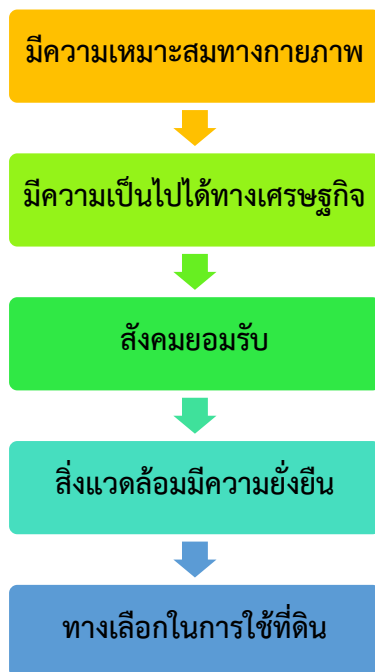 มีความเหมาะสมทางกายภาพ
มีความเป็นไปได้ทางเศรษฐกิจ
สังคมยอมรับ
สิ่งแวดล้อมมีความยั่งยืน
ทางเลือกในการใช้ที่ดิน